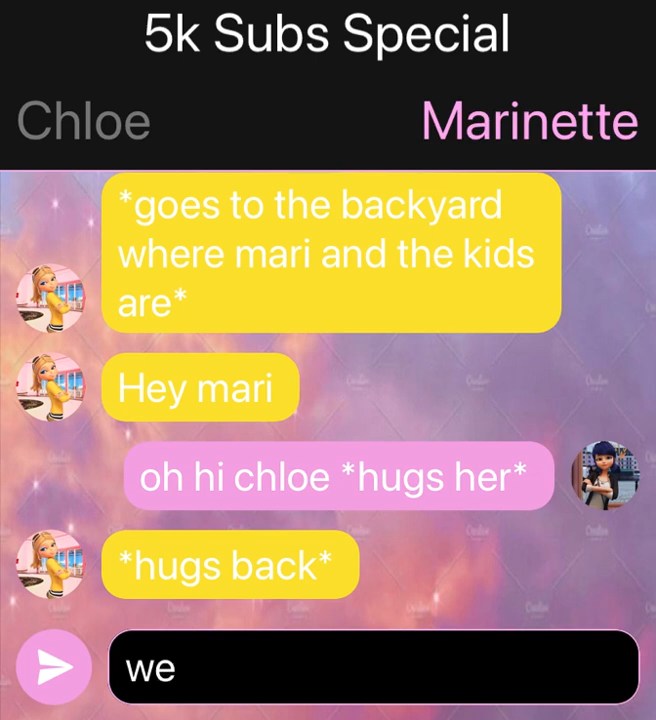 5k Subs Special
Chloe
Marinette
*goes to the backyard
where mari and the kids
are*
Hey mari
oh hi chloe *hugs her*
*hugs back*
we